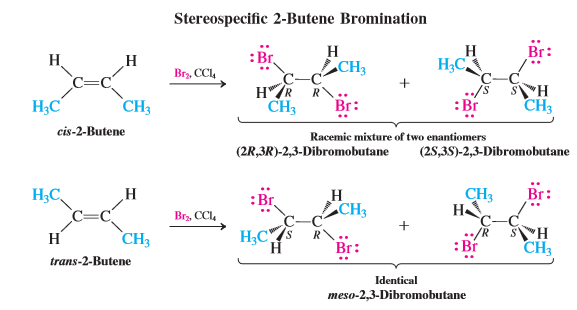 Stereospecific 2-Butene Bromination
H H
C=C
H₃C CH₃
cis-2-Butene
Br₂, CCl₄
:Br: H
CH₃
C C
H R R
CH₃ Br:
+
H Br:
H₃C
C C
S S H
:Br CH₃
Racemic mixture of two enantiomers
(2R,3R)-2,3-Dibromobutane (2S,3S)-2,3-Dibromobutane
H₃C H
C=C
H CH₃
trans-2-Butene
Br₂, CCl₄
:Br: H
CH₃
C C
H₃C S R
H Br:
+
CH₃ Br:
H
C C
R S H
:Br CH₃
Identical
meso-2,3-Dibromobutane